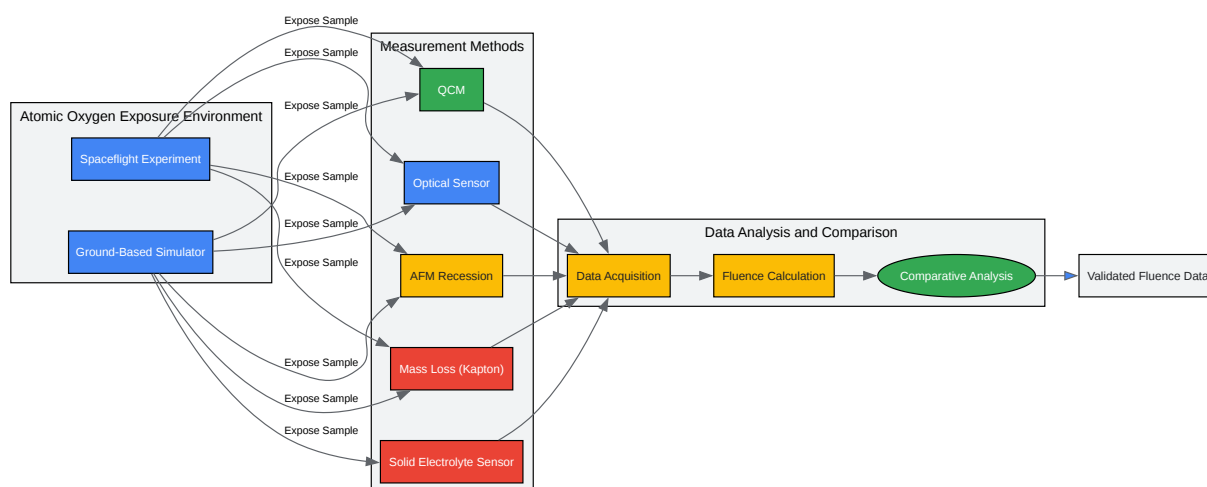 Atomic Oxygen Exposure Environment
Spaceflight Experiment
Ground-Based Simulator
Expose Sample
Expose Sample
Expose Sample
Expose Sample
Expose Sample
Expose Sample
Expose Sample
Expose Sample
Expose Sample
Measurement Methods
QCM
Optical Sensor
AFM Recession
Mass Loss (Kapton)
Solid Electrolyte Sensor
Data Analysis and Comparison
Data Acquisition
Fluence Calculation
Comparative Analysis
Validated Fluence Data